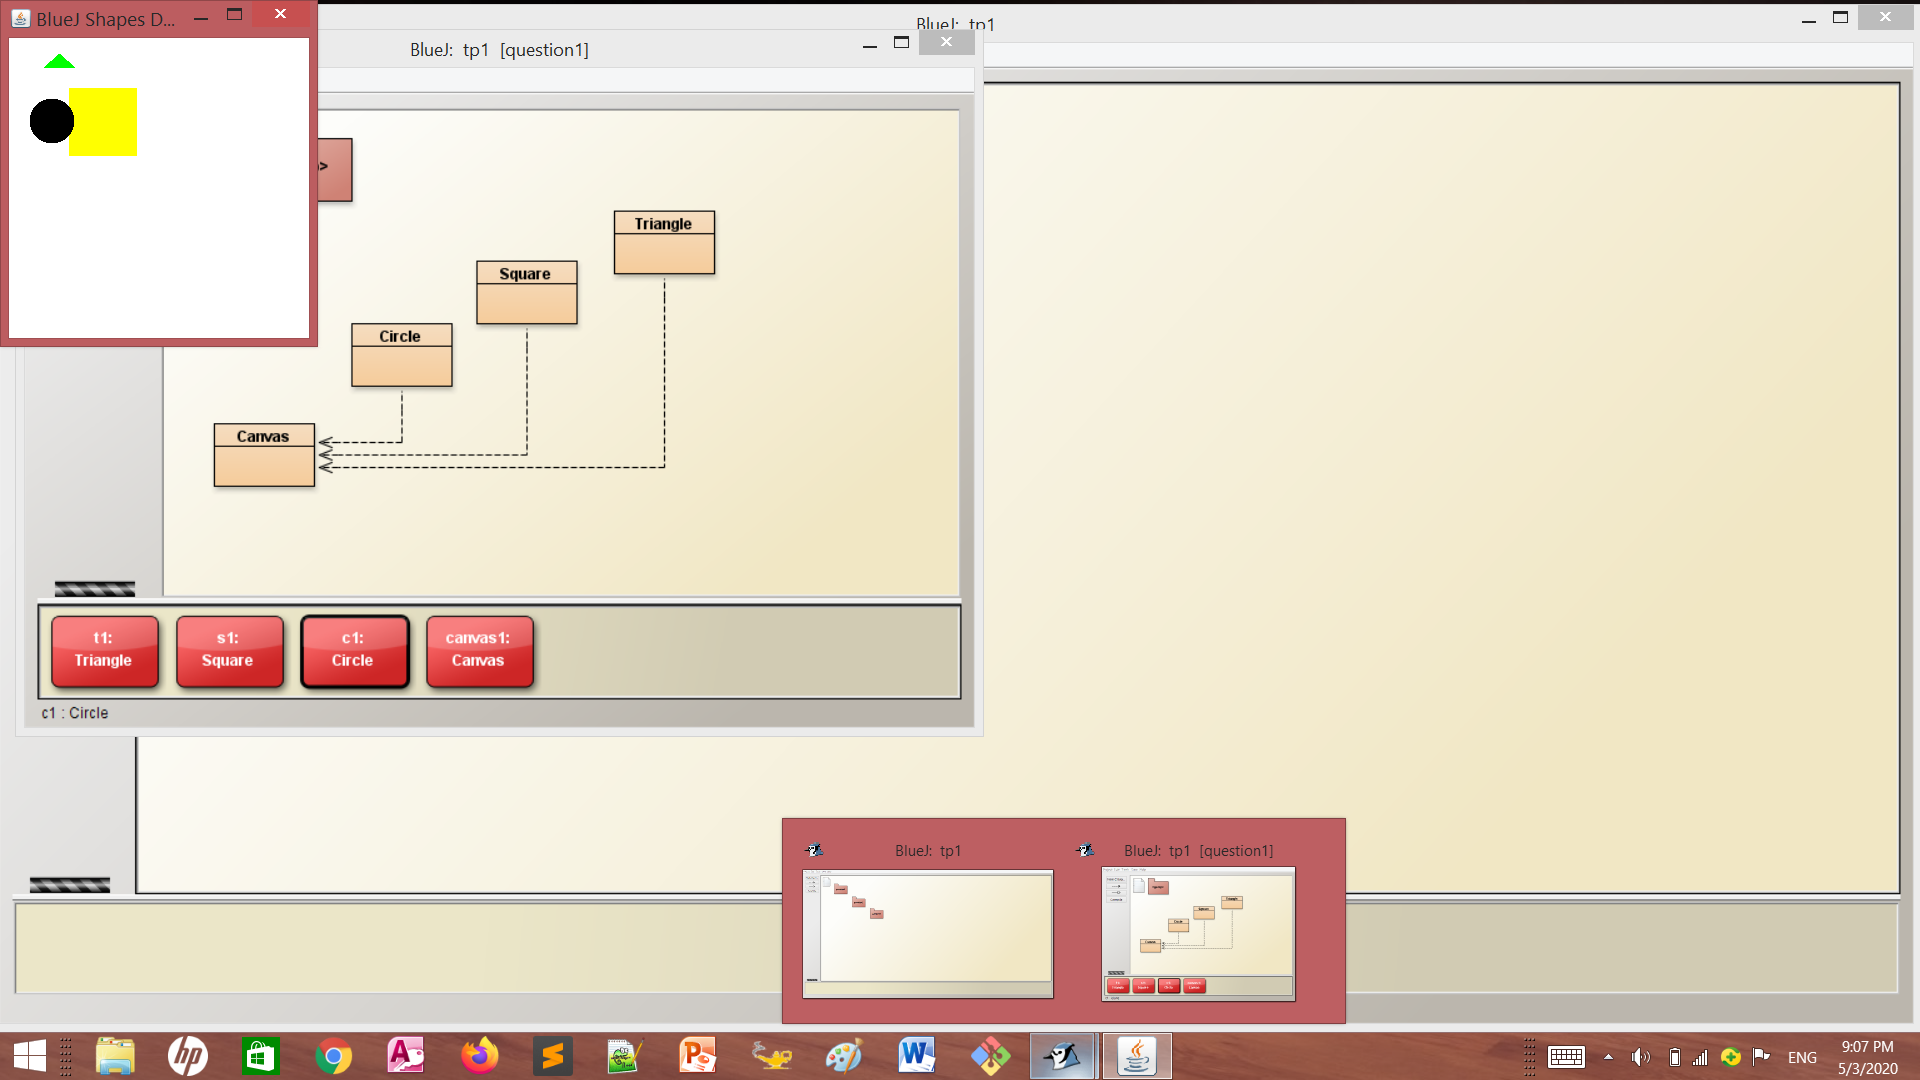 BlueJ Shapes D...
BlueJ: tp1
BlueJ: tp1 [question1]
>
Triangle
Square
Circle
Canvas
t1:
Triangle
s1:
Square
c1:
Circle
canvas1:
Canvas
c1 : Circle
BlueJ: tp1
BlueJ: tp1 [question1]
ENG
9:07 PM
5/3/2020